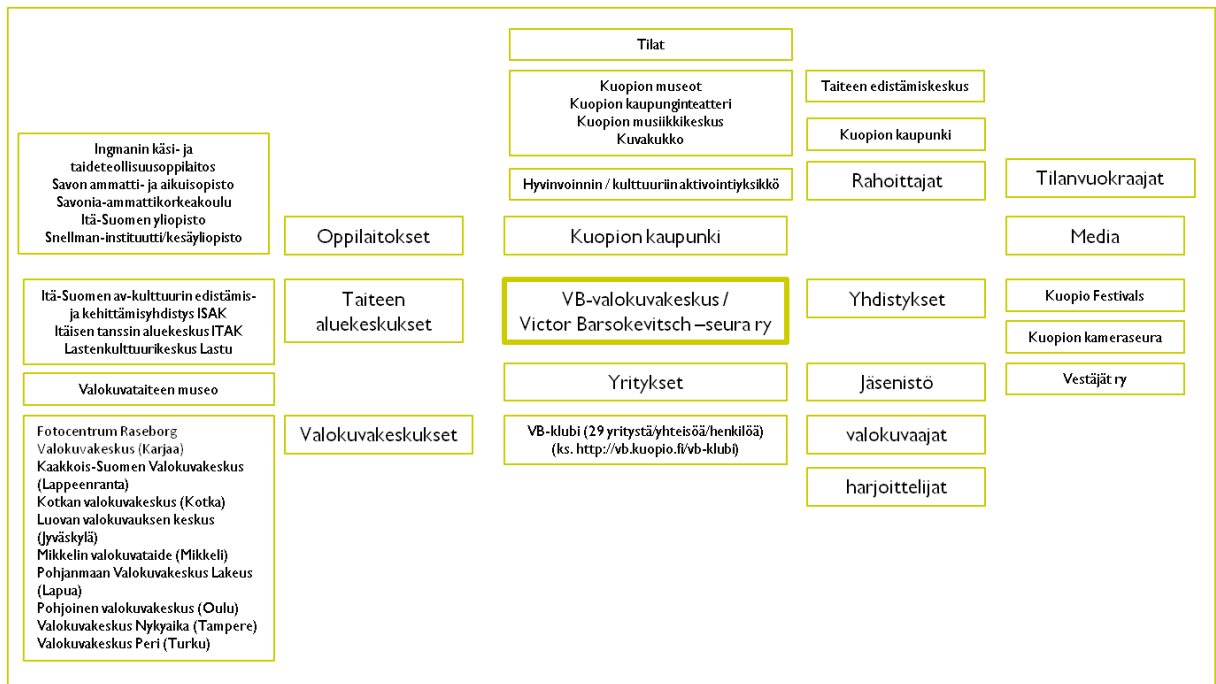 Tilat
Kuopion museot
Kuopion kaupunginteatteri
Kuopion musiikkikeskus
Kuvakukko
Taiteen edistämiskeskus
Kuopion kaupunki
Ingmanin käsi- ja
taideteollisuusoppilaitos
Savon ammatti- ja aikuisopisto
Savonia-ammattikorkeakoulu
Itä-Suomen yliopisto
Snellman-instituutti/kesäyliopisto
Hyvinvoinnin / kulttuuriin aktivointiyksikkö
Rahoittajat
Tilanvuokraajat
Oppilaitokset
Kuopion kaupunki
Media
Itä-Suomen av-kulttuurin edistämis-
ja kehittämisyhdistys ISAK
Itäisen tanssin aluekeskus ITAK
Lastenkulttuurikeskus Lastu
Taiteen
aluekeskukset
VB-valokuvakeskus /
Victor Barsokevitsch –seura ry
Yhdistykset
Kuopio Festivals
Kuopion kameraseura
Valokuvataiteen museo
Yritykset
Jäsenistö
Vestäjät ry
Fotocentrum Raseborg
Valokuvakeskus (Karjaa)
Kaakkois-Suomen Valokuvakeskus
(Lappeenranta)
Kotkan valokuvakeskus (Kotka)
Luovan valokuvauksen keskus
(Jyväskylä)
Mikkelin valokuvataide (Mikkeli)
Pohjanmaan Valokuvakeskus Lakeus
(Lapua)
Pohjoinen valokuvakeskus (Oulu)
Valokuvakeskus Nykyaika (Tampere)
Valokuvakeskus Peri (Turku)
Valokuvakeskukset
VB-klubi (29 yritystä/yhteisöä/henkilöä)
(ks. http://vb.kuopio.fi/vb-klubi)
valokuvaajat
harjoittelijat